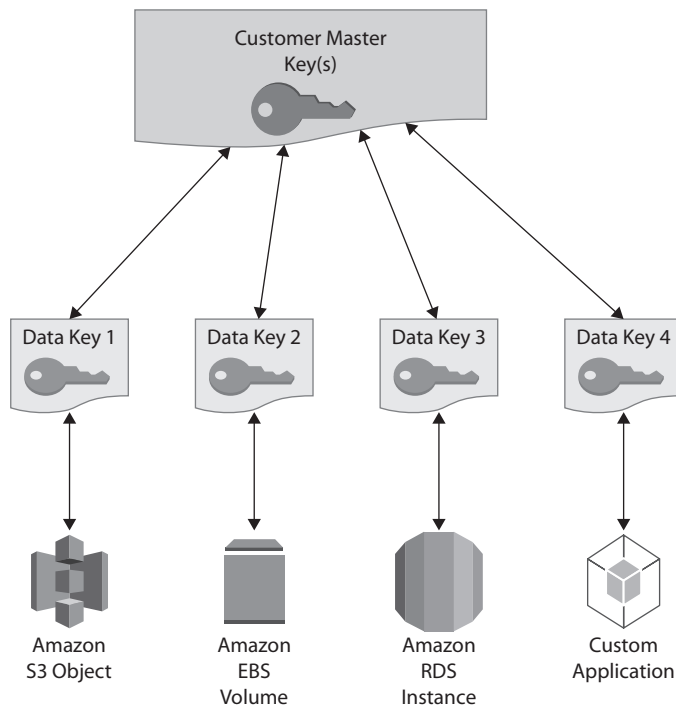 Customer Master
Key(s)
Data Key 1
Data Key 2
Data Key 3
Data Key 4
Amazon
S3 Object
Amazon
EBS
Volume
Amazon
RDS
Instance
Custom
Application